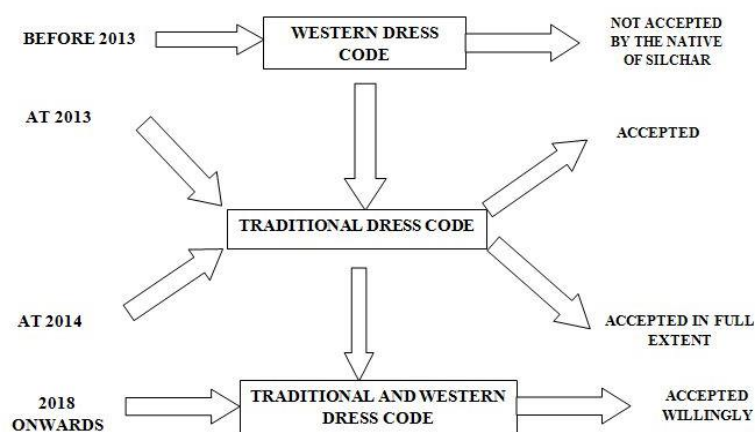 BEFORE 2013
WESTERN DRESS
CODE
NOT ACCEPTED
BY THE NATIVE
OF SILCHAR
AT 2013
ACCEPTED
TRADITIONAL DRESS CODE
AT 2014
ACCEPTED IN FULL
EXTENT
2018
ONWARDS
TRADITIONAL AND WESTERN
DRESS CODE
ACCEPTED
WILLINGLY